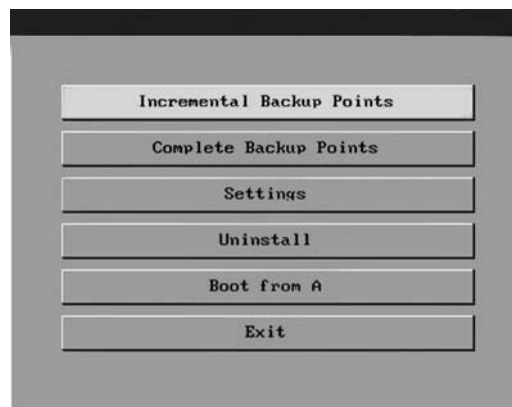 Incremental Backup Points
Complete Backup Points
Settings
Uninstall
Boot from A
Exit